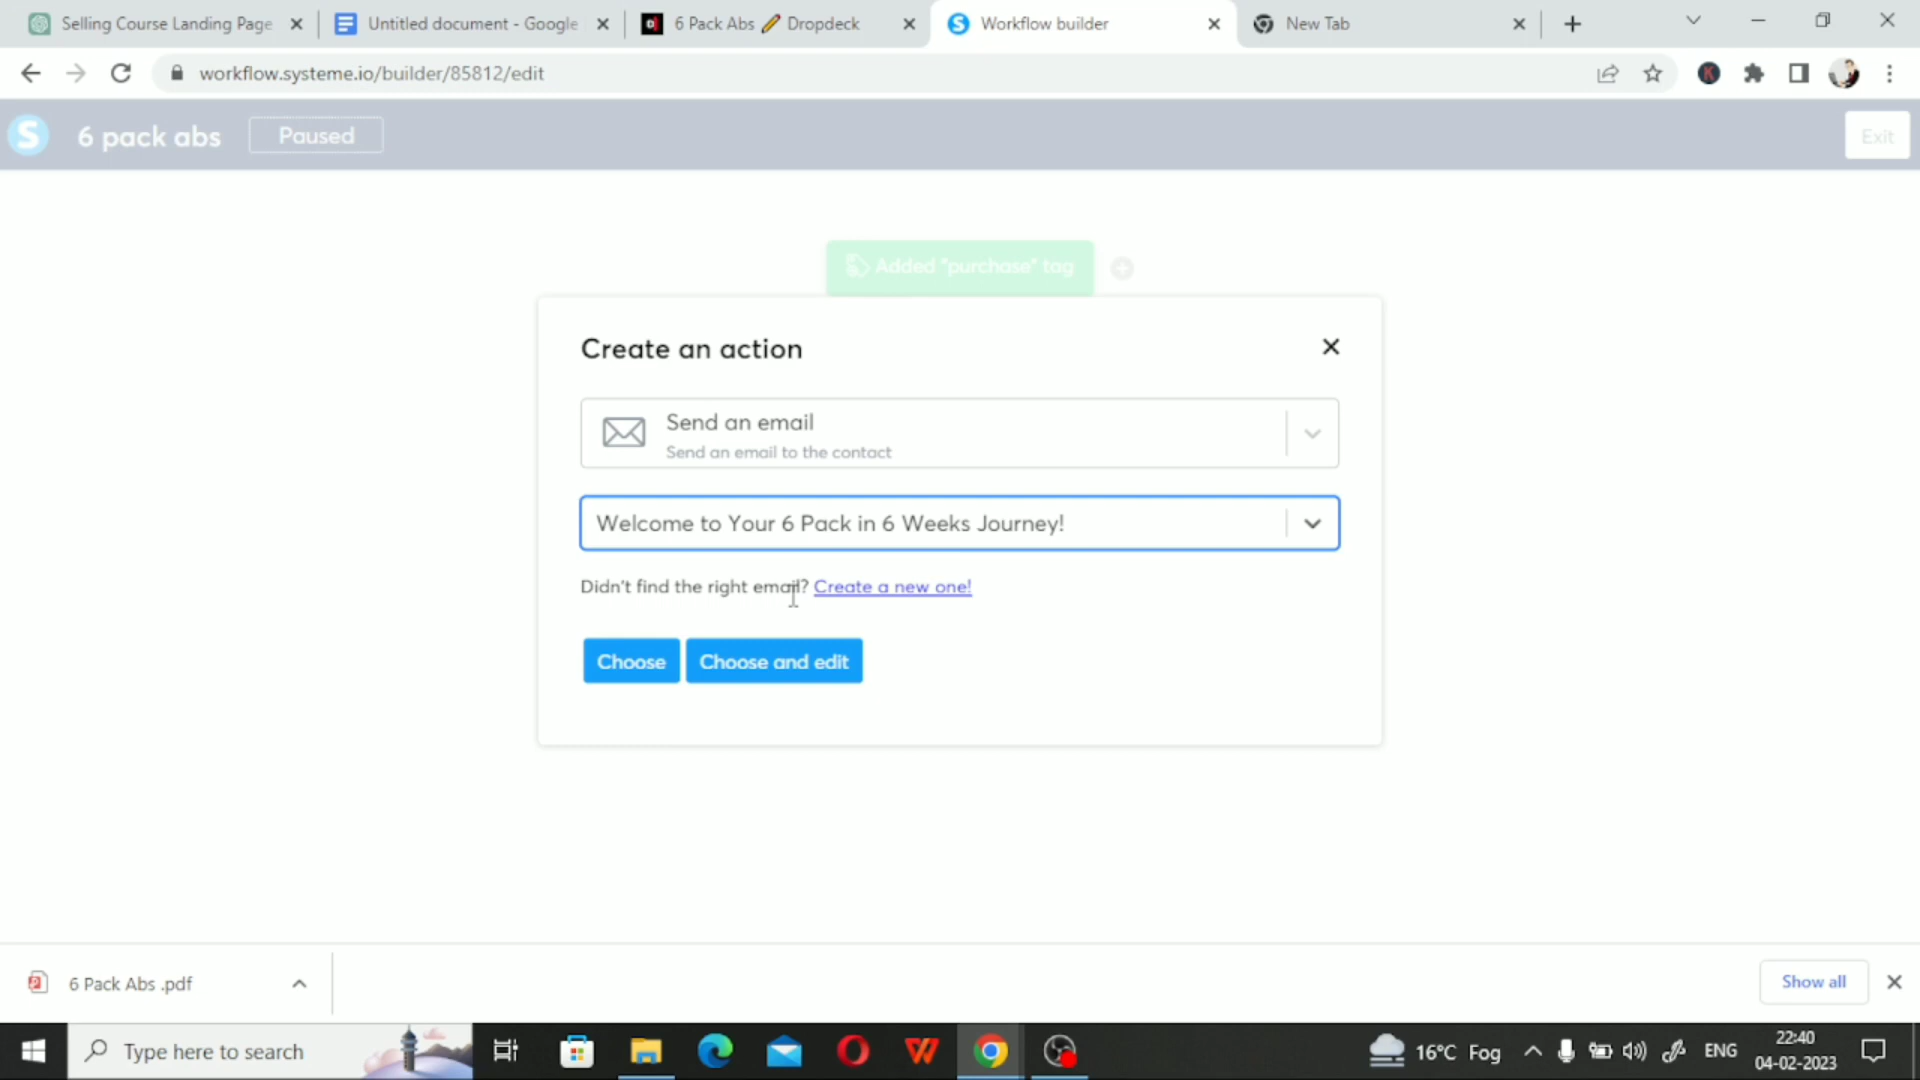 Selling Course Landing Page
Untitled document - Google
6 Pack Abs Dropdeck
Workflow builder
New Tab
workflow.systeme.io/builder/85812/edit
S 6 pack abs Paused
Exit
Added "purchase" tag
Create an action
Send an email
Send an email to the contact
Welcome to Your 6 Pack in 6 Weeks Journey!
Didn't find the right email? Create a new one!
Choose Choose and edit
6 Pack Abs .pdf
Show all
Type here to search
16°C Fog
ENG
22:40
04-02-2023